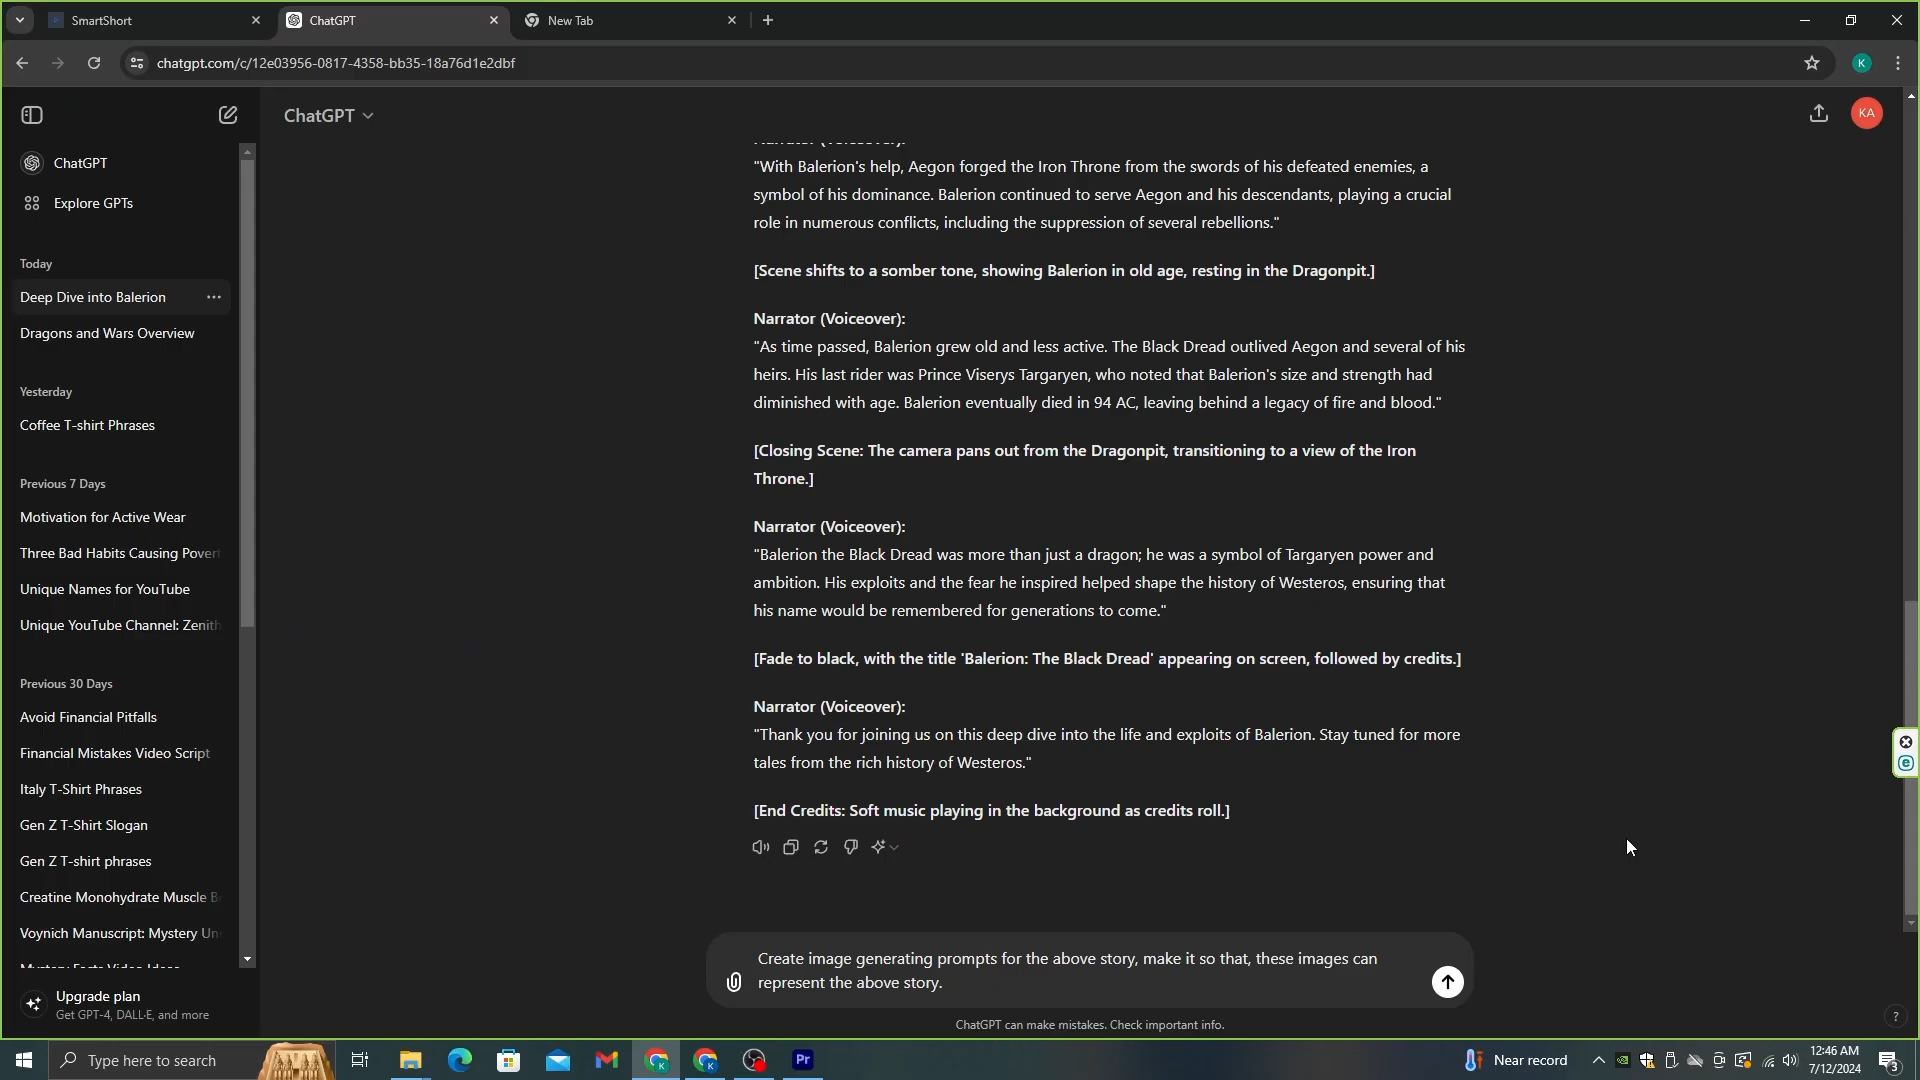 SmartShort
ChatGPT
New Tab
chatgpt.com/c/12e03956-0817-4358-bb35-18a76d1e2dbf
K
ChatGPT
KA
ChatGPT
Explore GPTs
Today
Deep Dive into Balerion
Dragons and Wars Overview
Yesterday
Coffee T-shirt Phrases
Previous 7 Days
Motivation for Active Wear
Three Bad Habits Causing Pover
Unique Names for YouTube
Unique YouTube Channel: Zenith
Previous 30 Days
Avoid Financial Pitfalls
Financial Mistakes Video Script
Italy T-Shirt Phrases
Gen Z T-Shirt Slogan
Gen Z T-shirt phrases
Creatine Monohydrate Muscle B
Voynich Manuscript: Mystery Un
Mystery Facts Video Ideas
Upgrade plan
Get GPT-4, DALL·E, and more
Narrator (Voiceover):
"With Balerion's help, Aegon forged the Iron Throne from the swords of his defeated enemies, a
symbol of his dominance. Balerion continued to serve Aegon and his descendants, playing a crucial
role in numerous conflicts, including the suppression of several rebellions."
[Scene shifts to a somber tone, showing Balerion in old age, resting in the Dragonpit.]
Narrator (Voiceover):
"As time passed, Balerion grew old and less active. The Black Dread outlived Aegon and several of his
heirs. His last rider was Prince Viserys Targaryen, who noted that Balerion's size and strength had
diminished with age. Balerion eventually died in 94 AC, leaving behind a legacy of fire and blood."
[Closing Scene: The camera pans out from the Dragonpit, transitioning to a view of the Iron
Throne.]
Narrator (Voiceover):
"Balerion the Black Dread was more than just a dragon; he was a symbol of Targaryen power and
ambition. His exploits and the fear he inspired helped shape the history of Westeros, ensuring that
his name would be remembered for generations to come."
[Fade to black, with the title 'Balerion: The Black Dread' appearing on screen, followed by credits.]
Narrator (Voiceover):
"Thank you for joining us on this deep dive into the life and exploits of Balerion. Stay tuned for more
tales from the rich history of Westeros."
[End Credits: Soft music playing in the background as credits roll.]
Create image generating prompts for the above story, make it so that, these images can
represent the above story.
ChatGPT can make mistakes. Check important info.
?
Type here to search
Pr
Near record
12:46 AM
7/12/2024
3